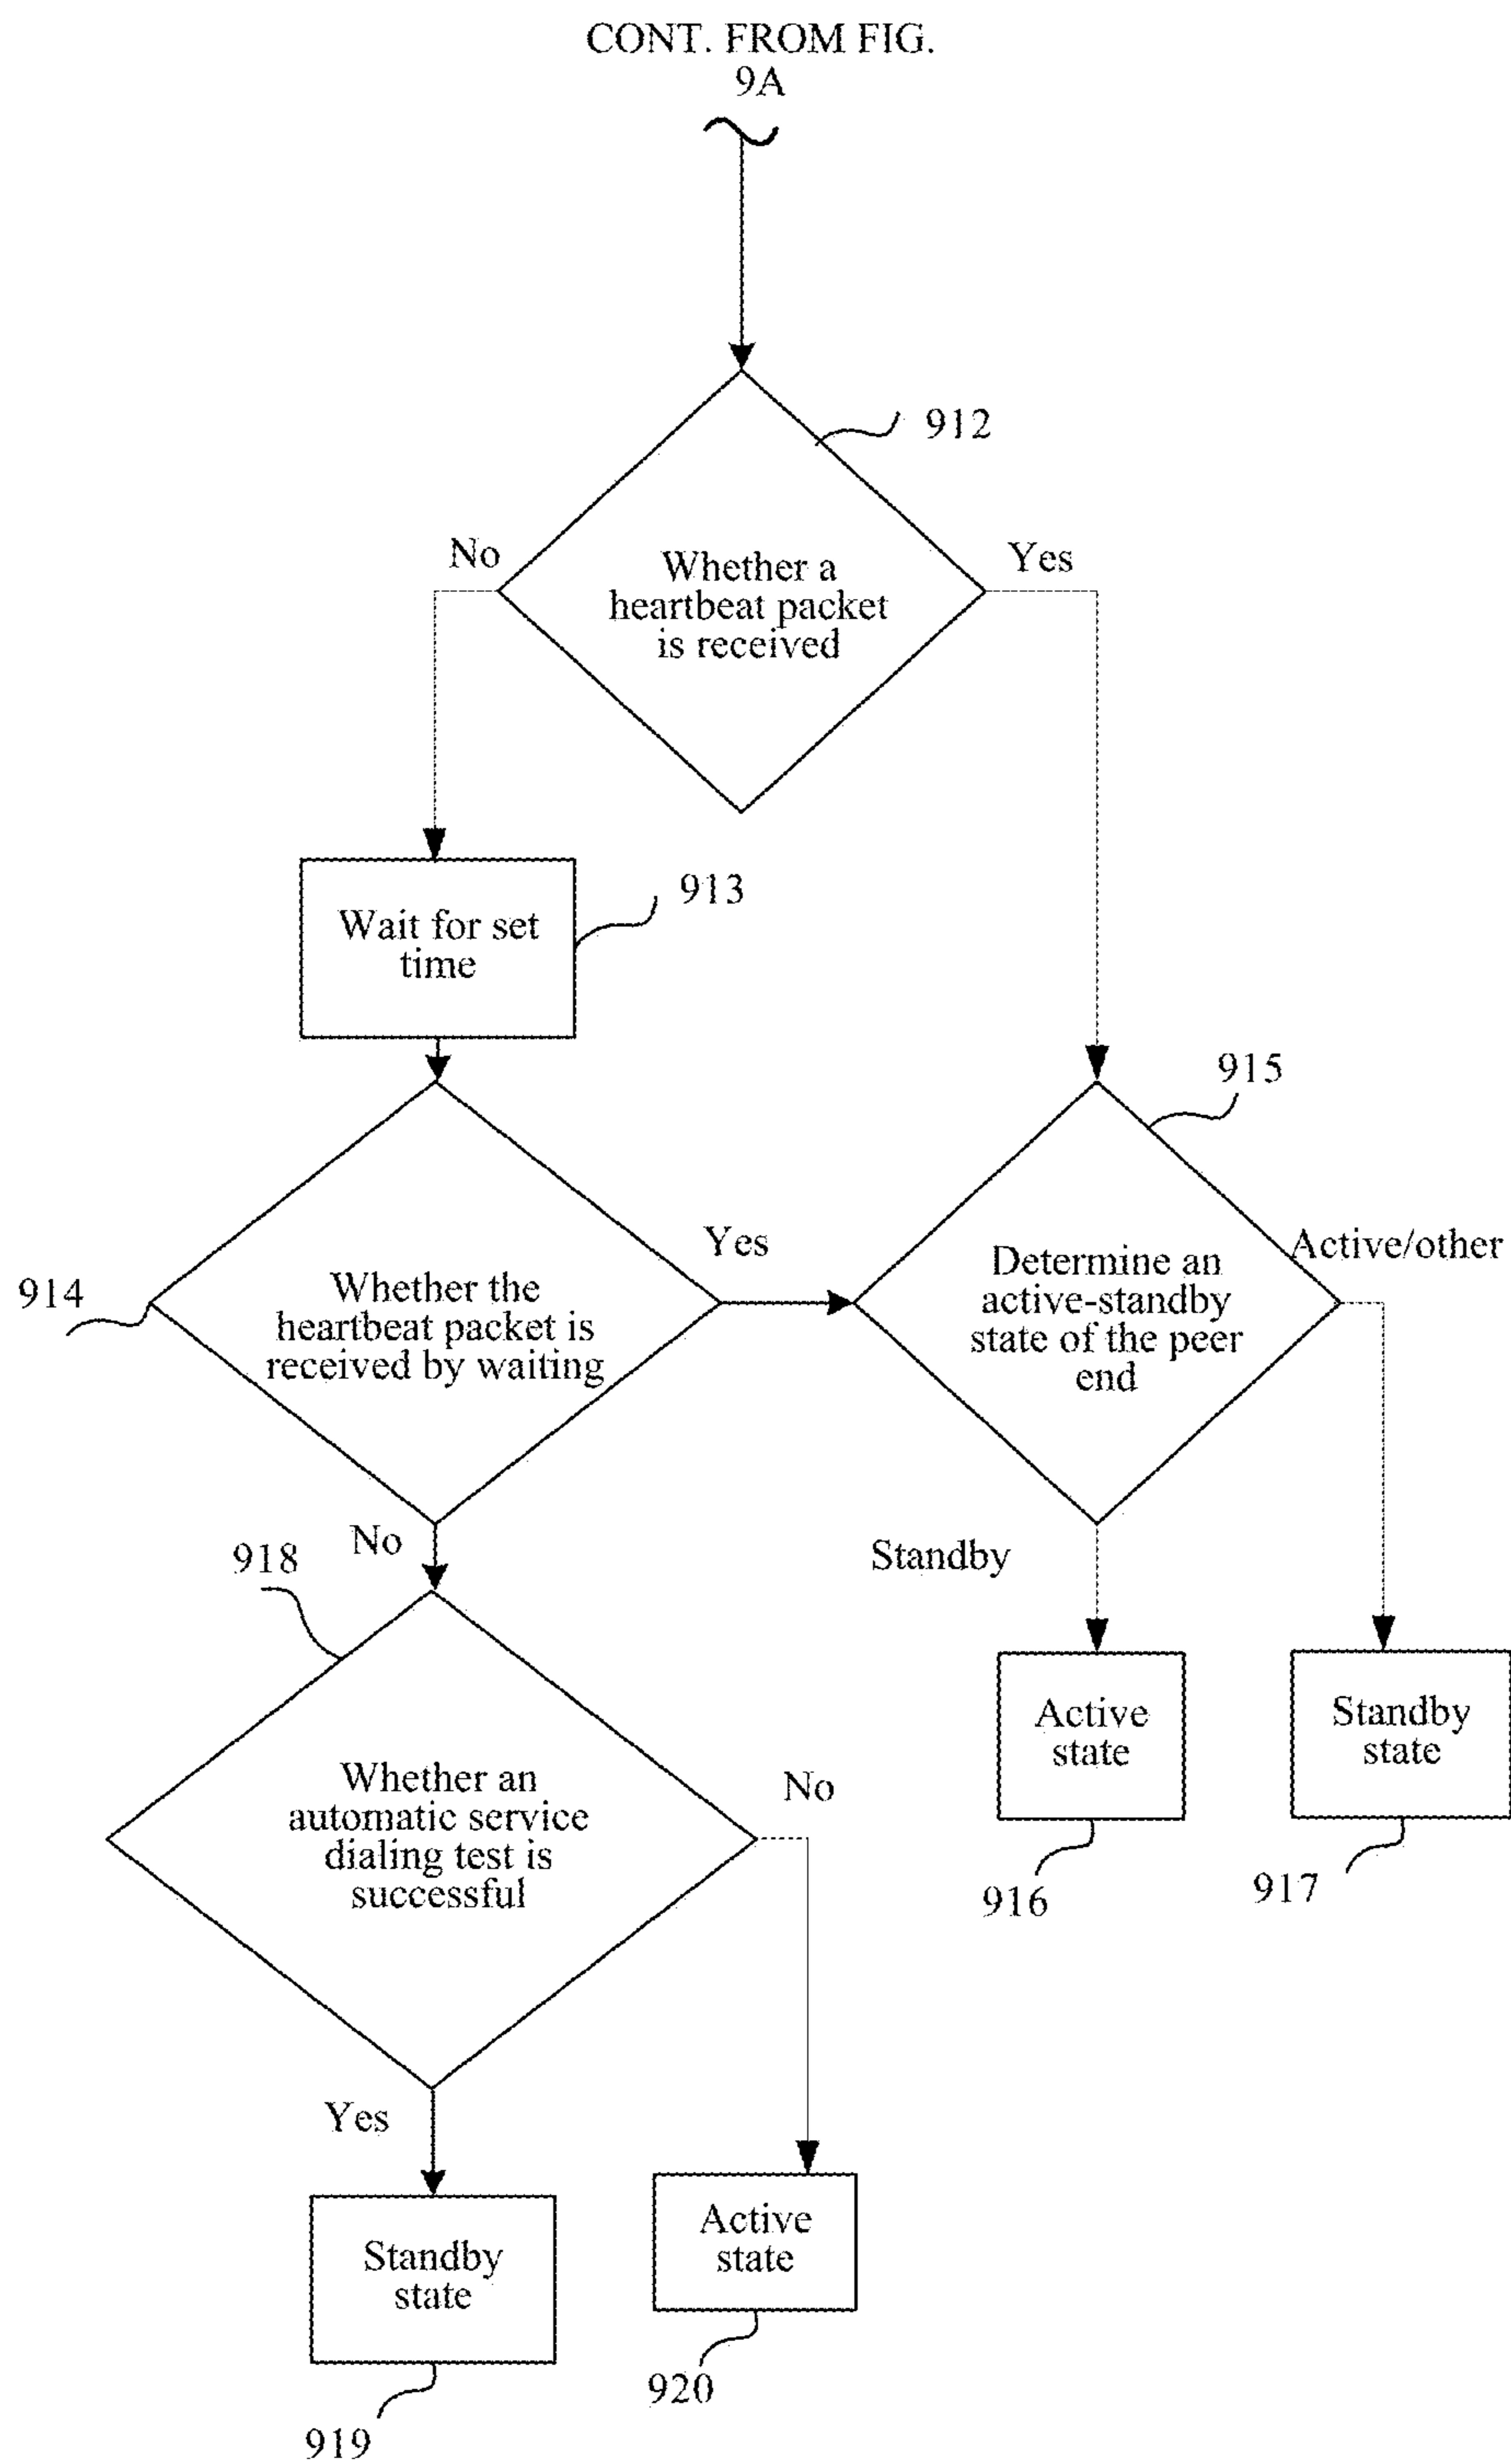 CONT. FROM FIG.
9A
912
No
Yes
Whether a
heartbeat packet
is received
913
Wait for set
time
915
914
Yes
Active/other
Whether the
heartbeat packet is
received by waiting
Determine an
active-standby
state of the peer
end
No
Standby
918
Active
state
Standby
state
Whether an
automatic service
dialing test is
successful
No
916
917
Yes
Standby
state
Active
state
920
919